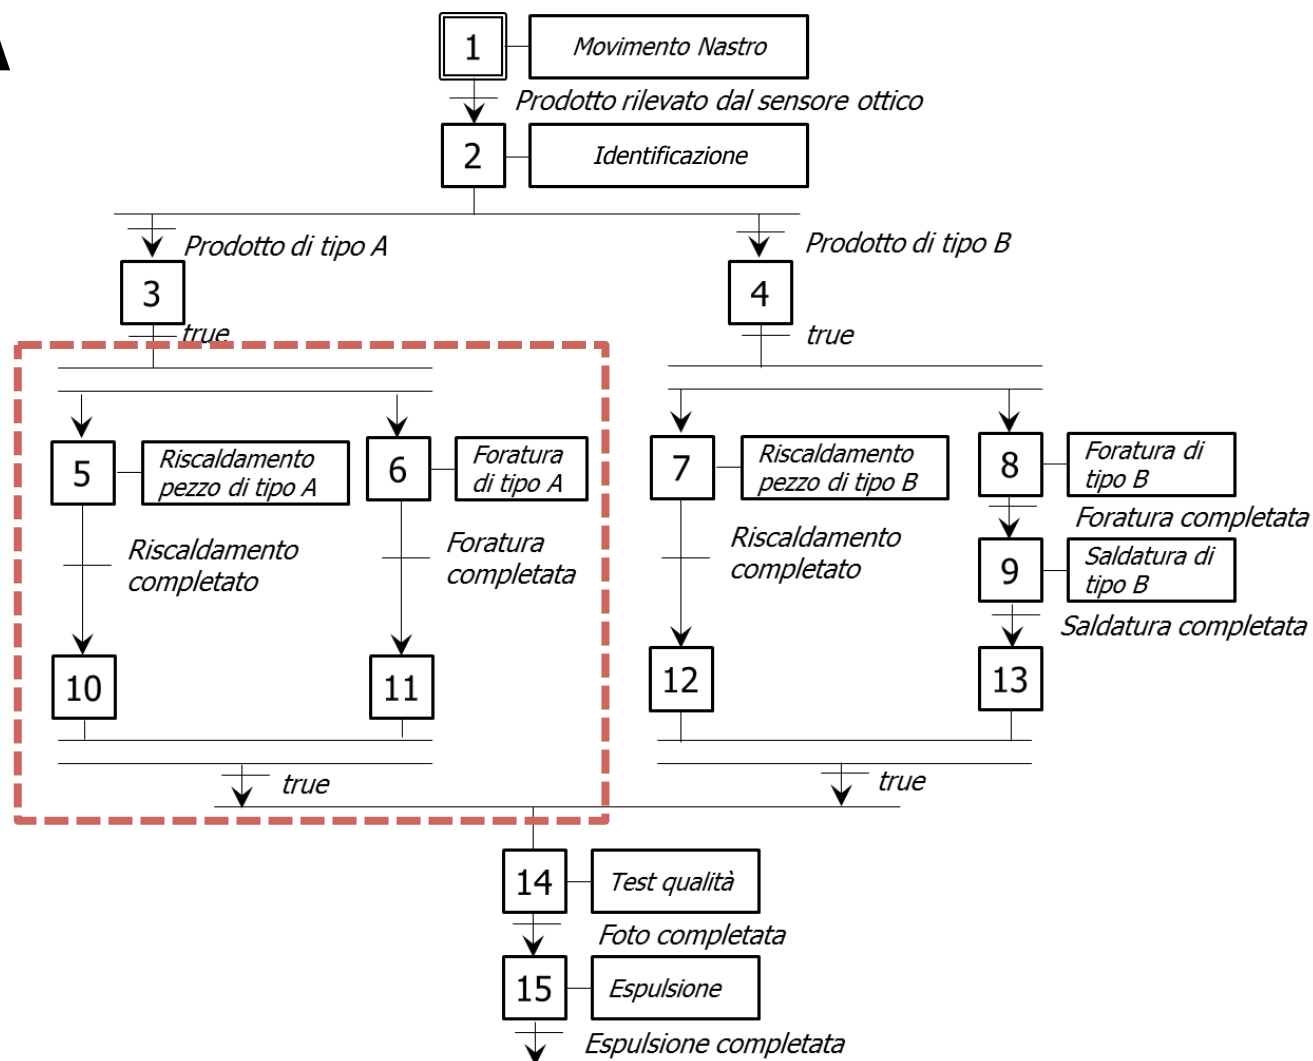 A
1
Movimento Nastro
Prodotto rilevato dal sensore ottico
2
Identificazione
Prodotto di tipo A
Prodotto di tipo B
3
4
true
true
5
Riscaldamento
pezzo di tipo A
6
Foratura
di tipo A
7
Riscaldamento
pezzo di tipo B
8
Foratura di
tipo B
Foratura completata
Riscaldamento
completato
Foratura
completata
Riscaldamento
completato
9
Saldatura di
tipo B
Saldatura completata
10
11
12
13
true
true
14
Test qualità
Foto completata
15
Espulsione
Espulsione completata